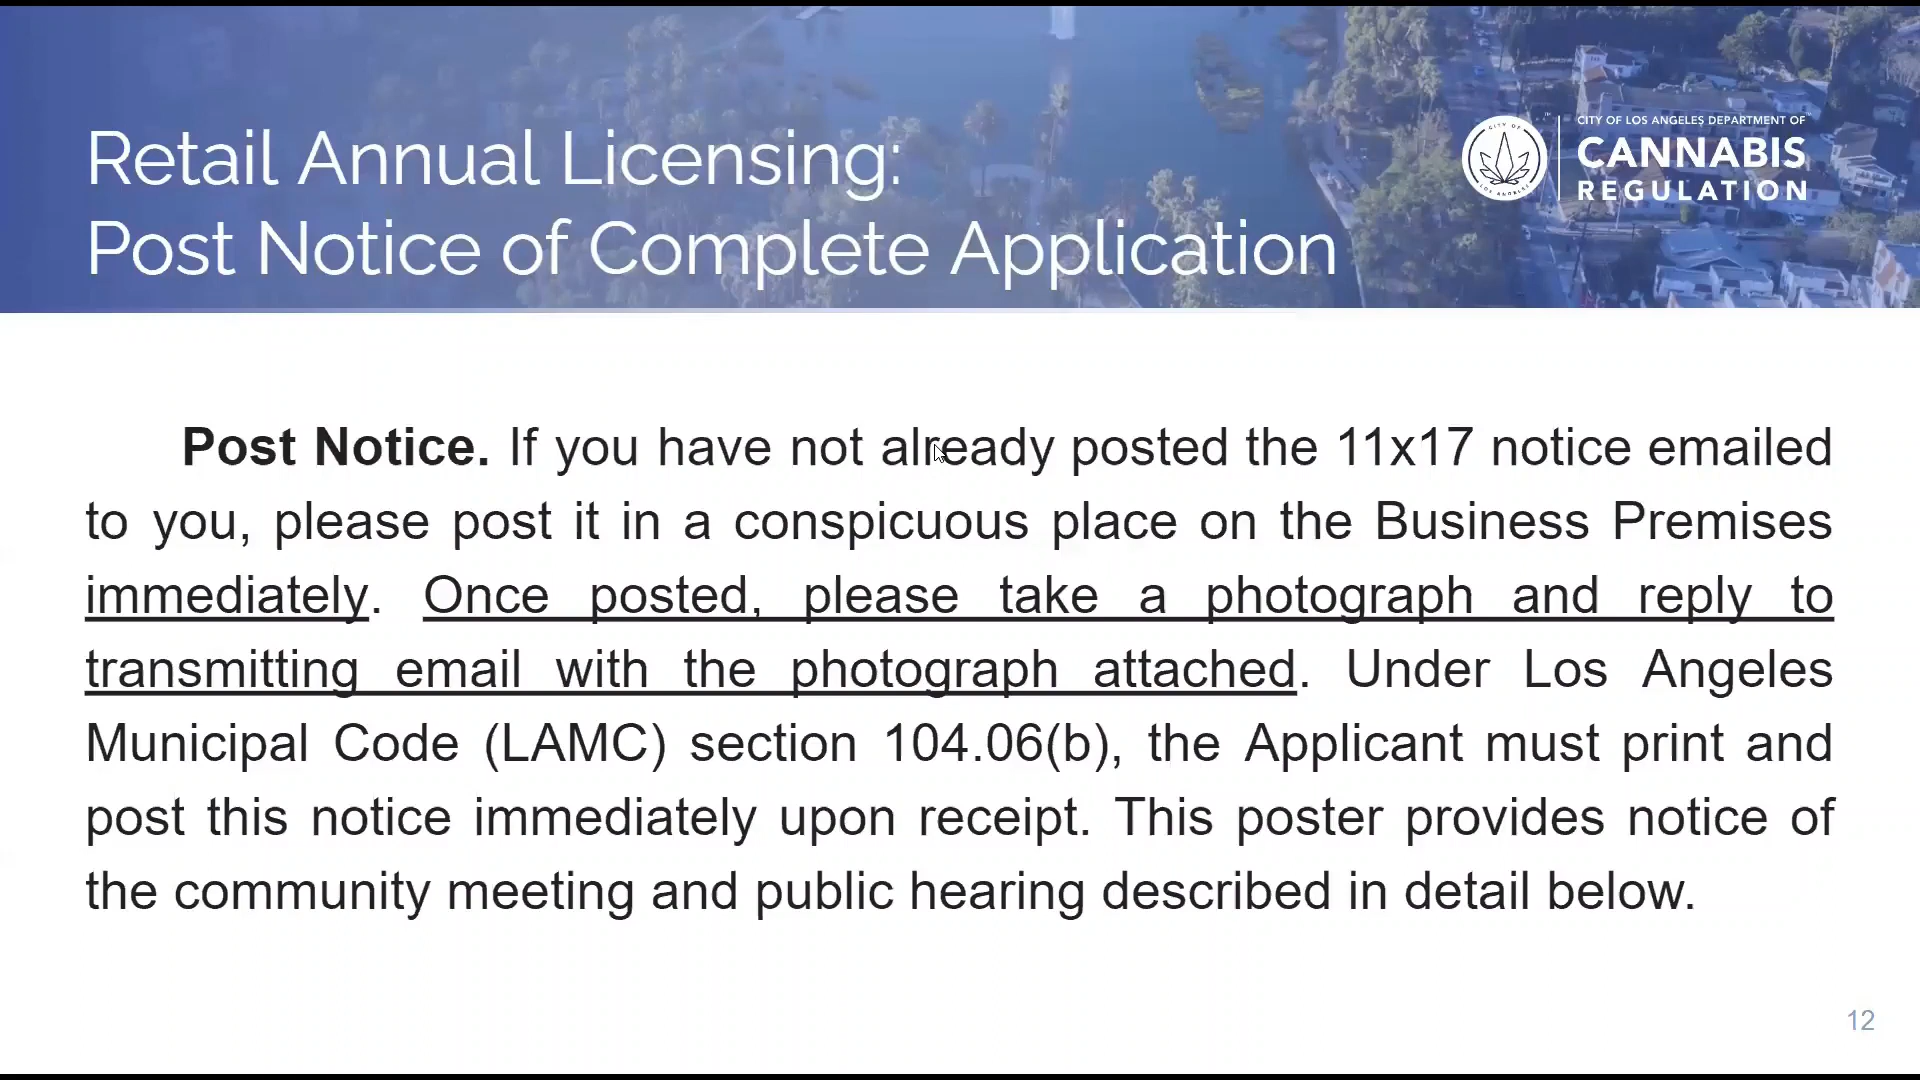 Retail Annual Licensing:
Post Notice of Complete Application
CITY OF LOS ANGELES DEPARTMENT OF
CANNABIS
REGULATION
CITY OF
LOS ANGELES
Post Notice. If you have not already posted the 11x17 notice emailed
to you, please post it in a conspicuous place on the Business Premises
immediately. Once posted, please take a photograph and reply to
transmitting email with the photograph attached. Under Los Angeles
Municipal Code (LAMC) section 104.06(b), the Applicant must print and
post this notice immediately upon receipt. This poster provides notice of
the community meeting and public hearing described in detail below.
12